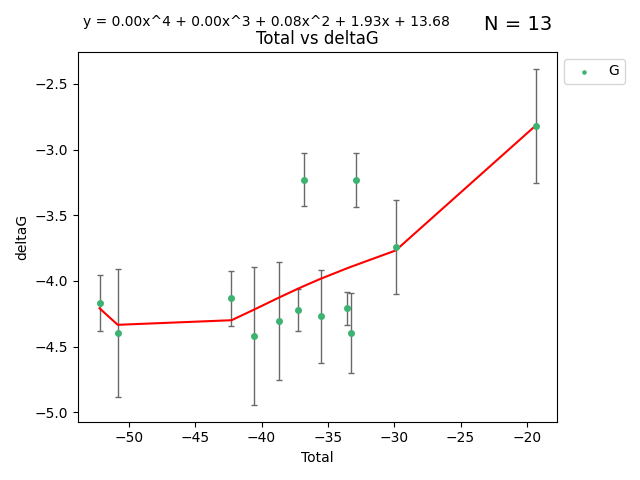 y = 0.00x^4 + 0.00x^3 + 0.08x^2 + 1.93x + 13.68
N = 13
Total vs deltaG
G
−2.5
−3.0
−3.5
−4.0
−4.5
−5.0
deltaG
−50
−45
−40
−35
−30
−25
−20
Total